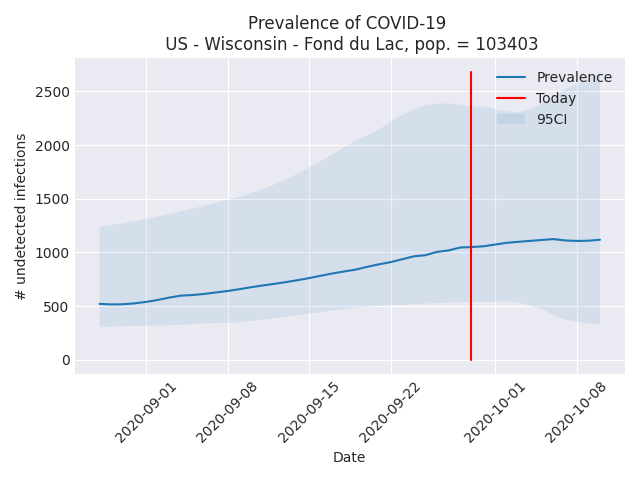 Prevalence of COVID-19
US - Wisconsin - Fond du Lac, pop. = 103403
Prevalence
Today
95CI
# undetected infections
2500
2000
1500
1000
500
0
2020-09-01
2020-09-08
2020-09-15
2020-09-22
2020-10-01
2020-10-08
Date